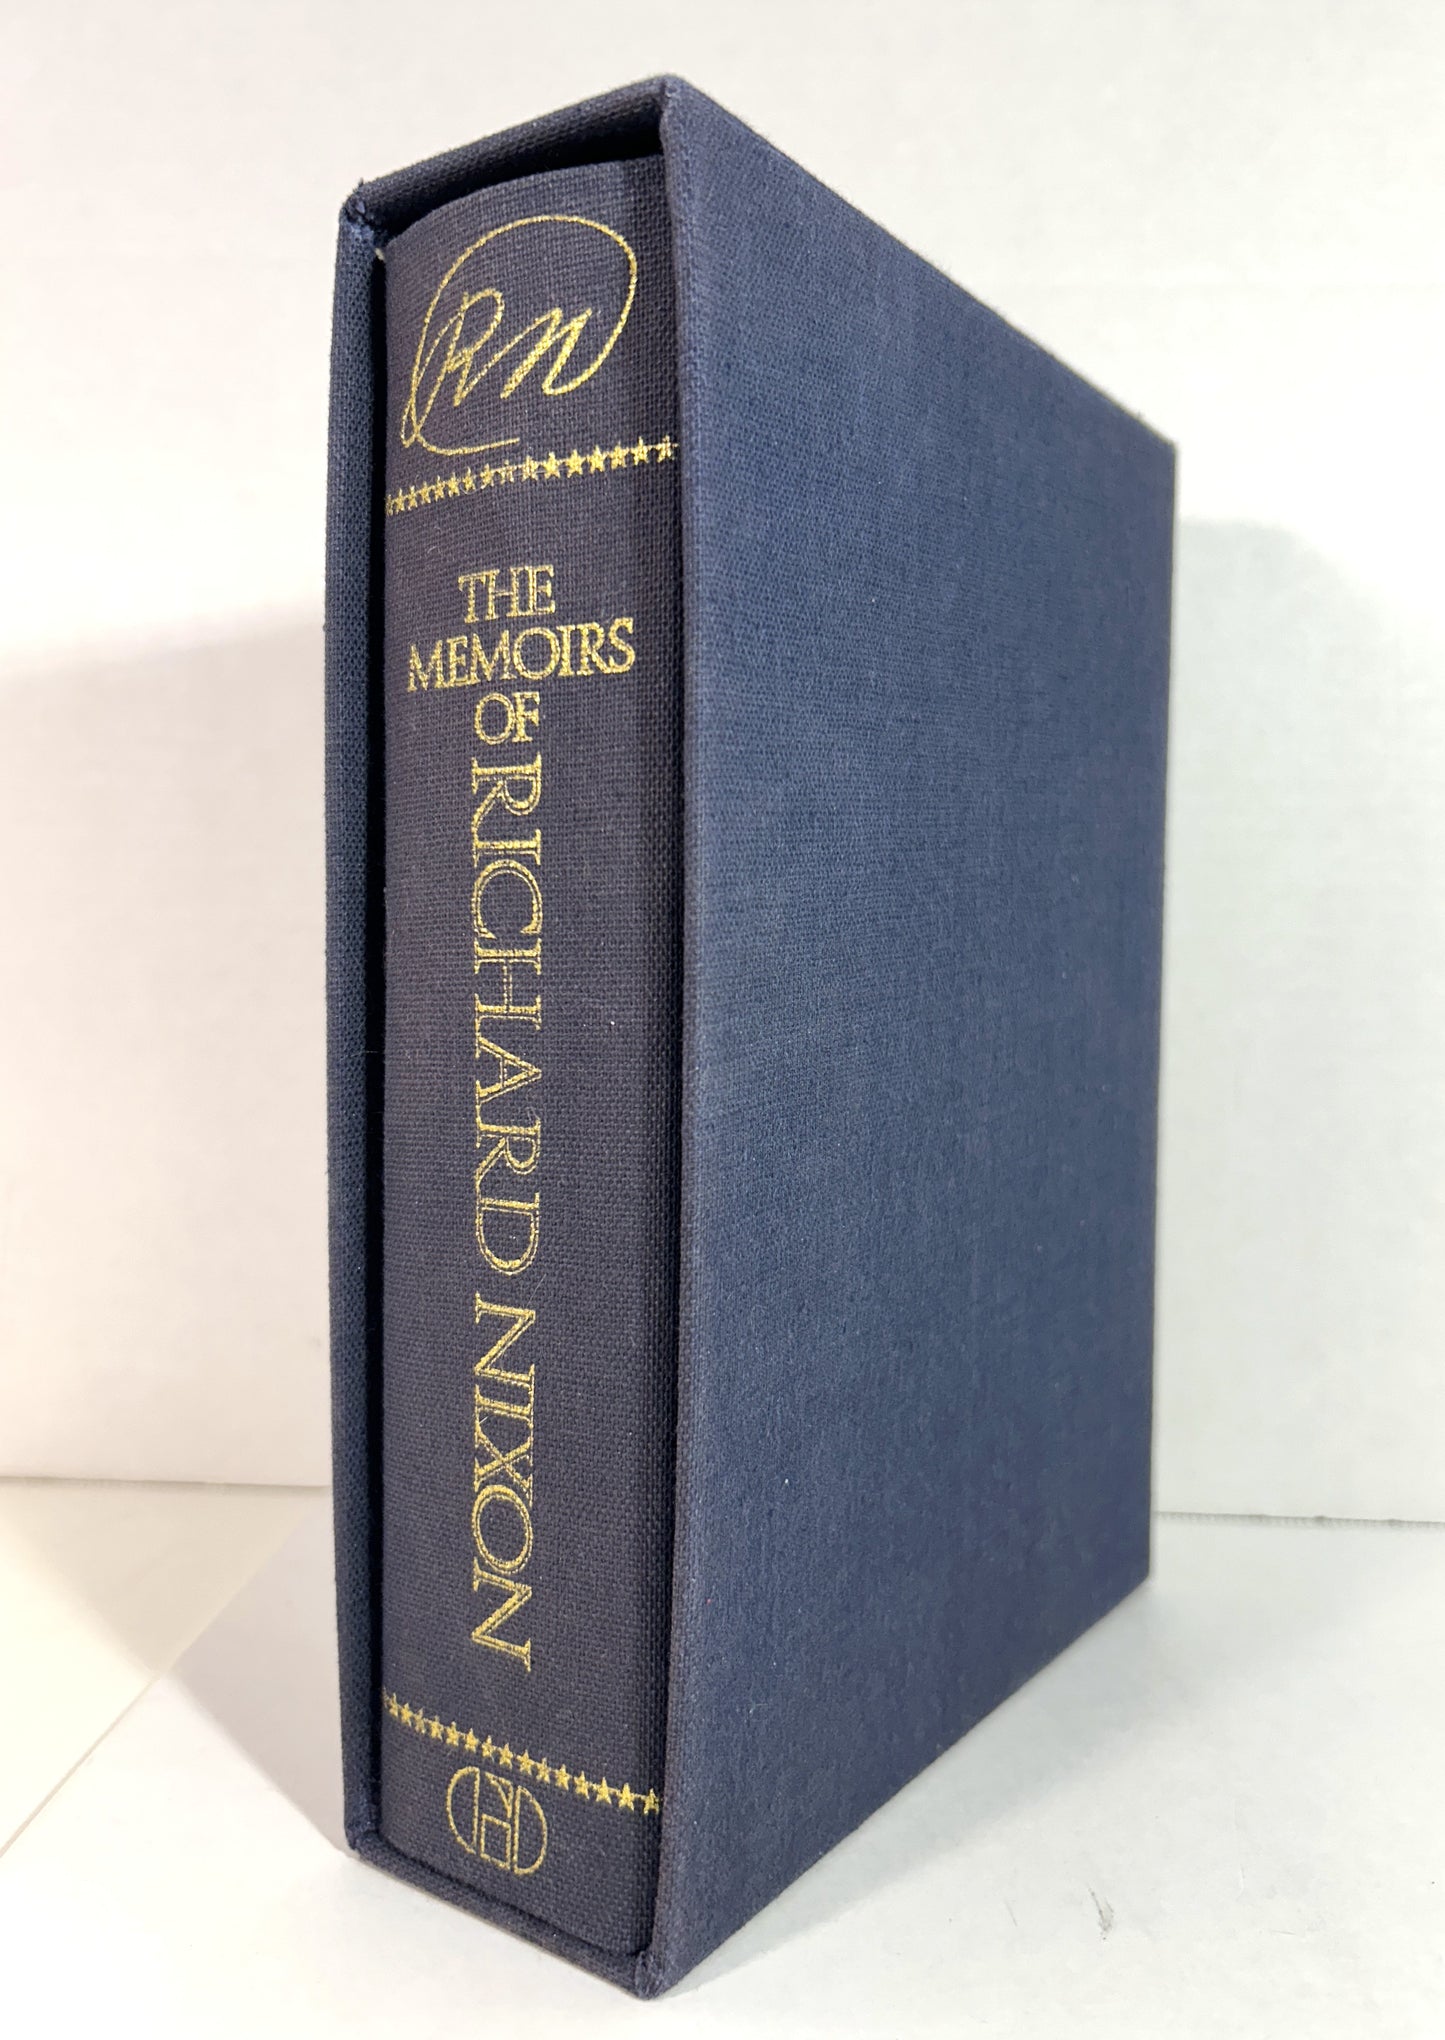 RN
THE
MEMOIRS
OF
RICHARD NIXON